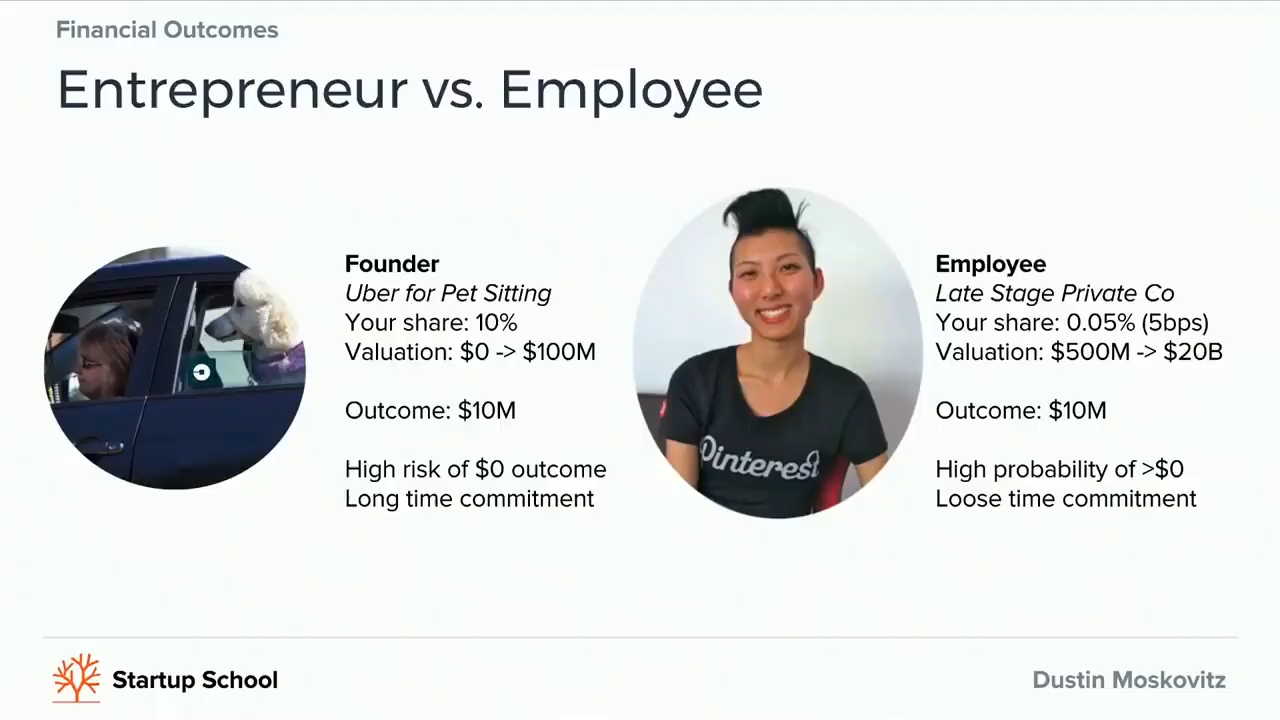 Financial Outcomes
Entrepreneur vs. Employee
Founder
Uber for Pet Sitting
Your share: 10%
Valuation: $0 -> $100M
Outcome: $10M
High risk of $0 outcome
Long time commitment
Pinterest
Employee
Late Stage Private Co
Your share: 0.05% (5bps)
Valuation: $500M -> $20B
Outcome: $10M
High probability of >$0
Loose time commitment
Startup School
Dustin Moskovitz